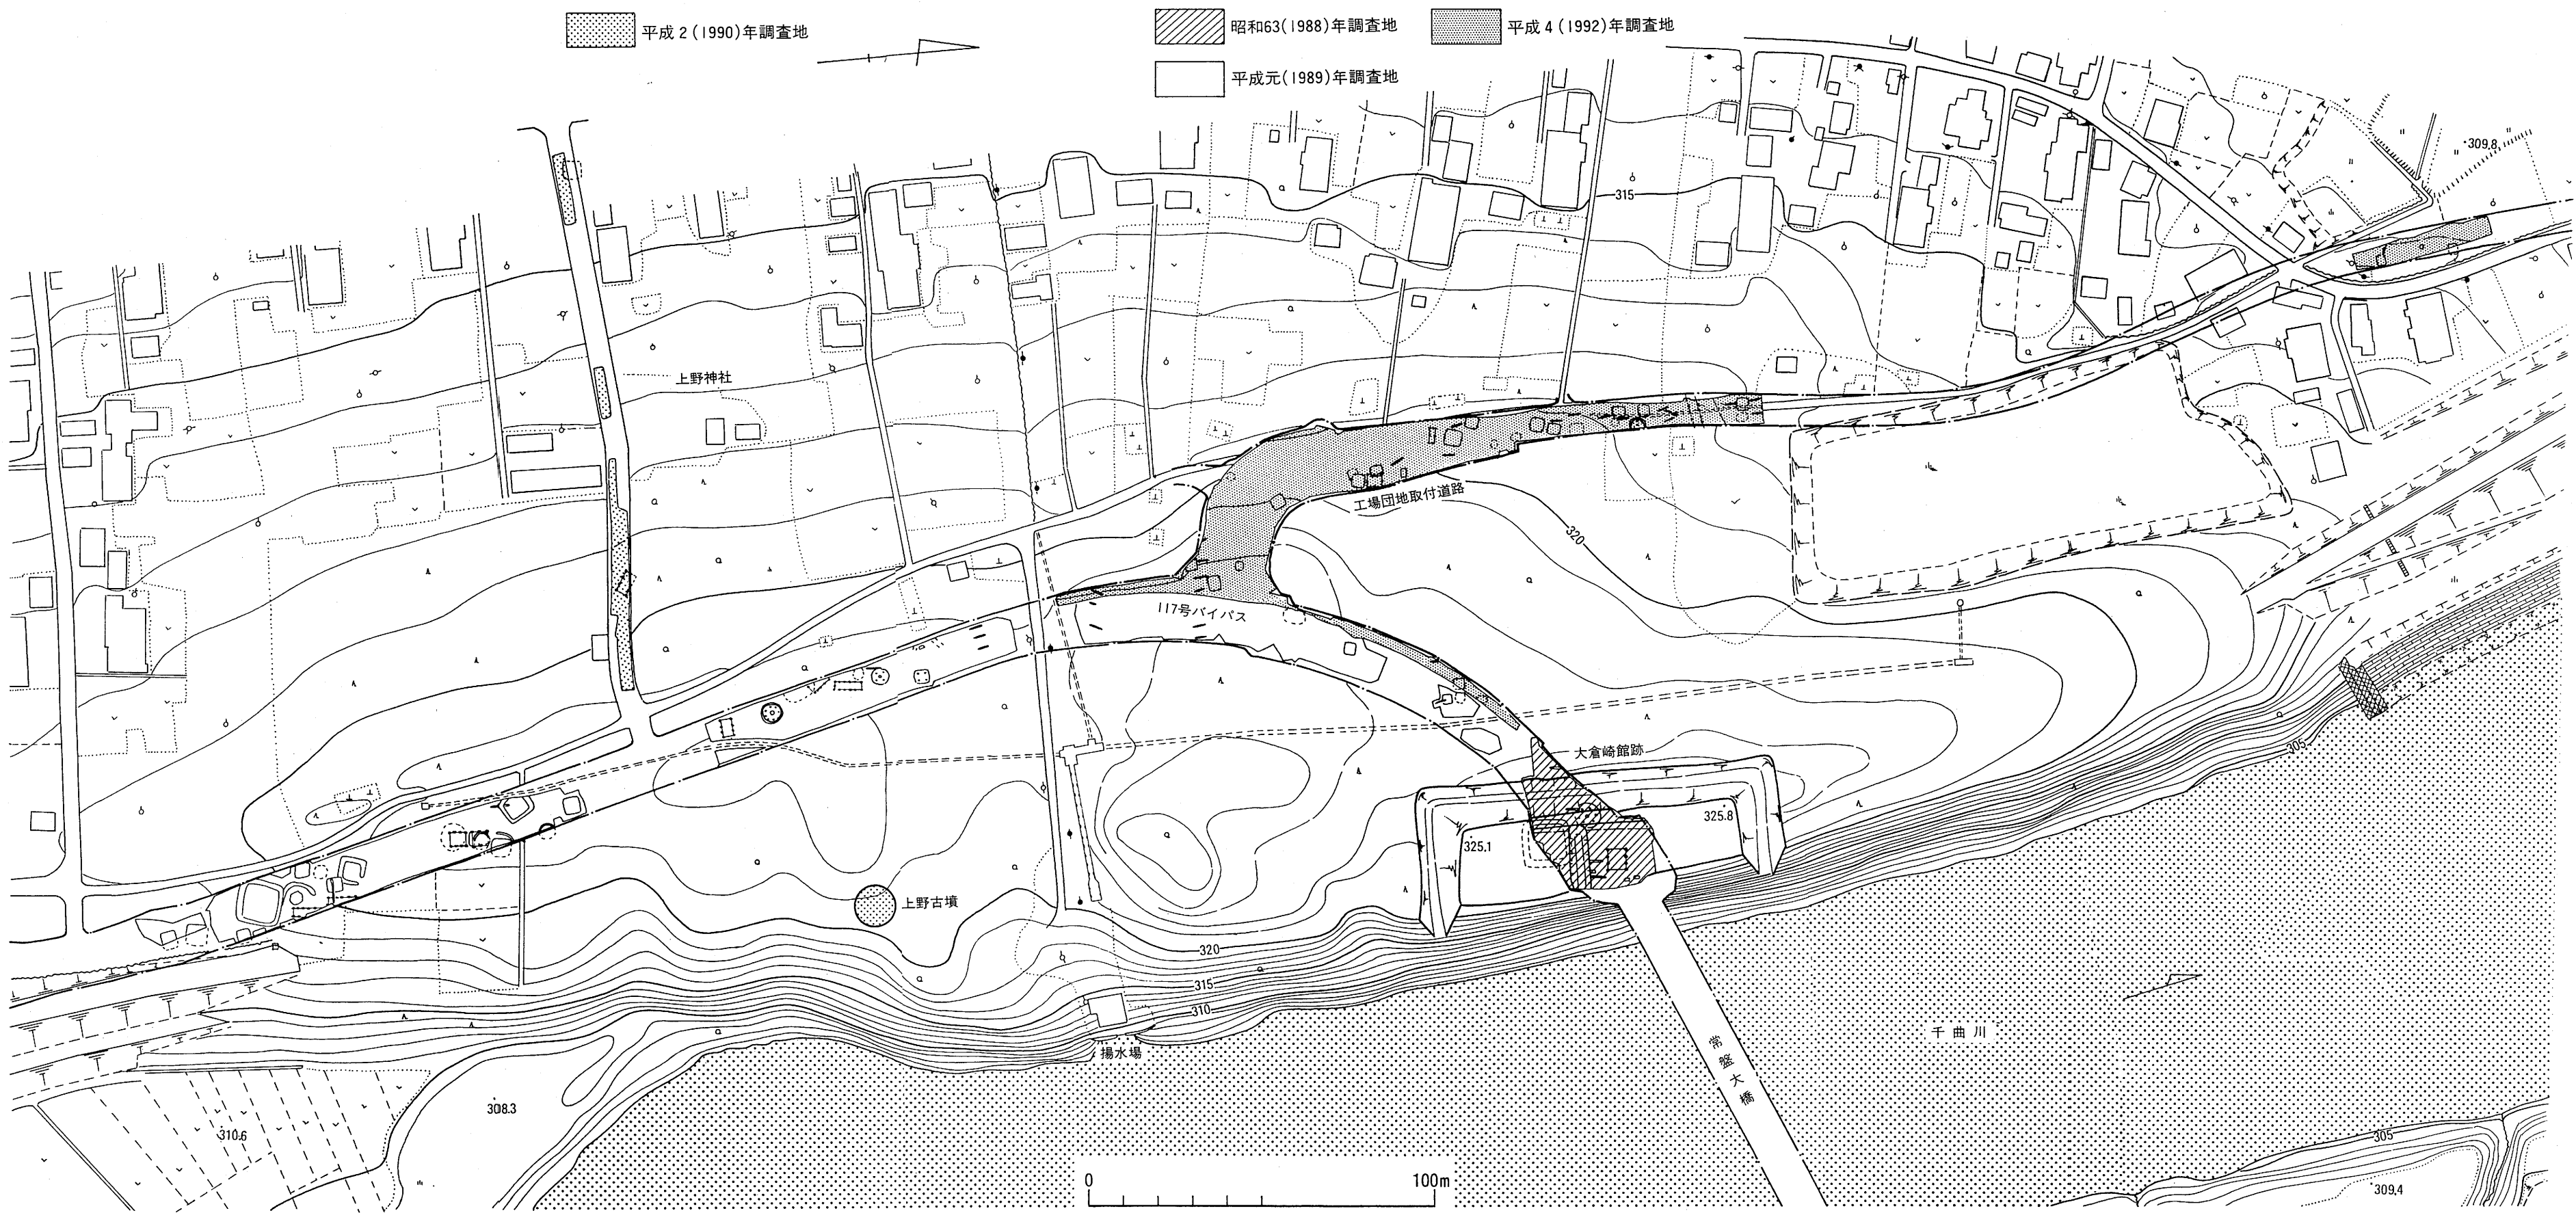 平成2(1990)年調査地
昭和63(1988)年調査地
平成4(1992)年調査地
平成元(1989)年調査地
309.8
315
上野神社
工場団地取付道路
320
117号バイパス
大倉崎館跡
325.8
325.1
305
上野古墳
320
315
310
揚水場
千曲川
常盤大橋
308.3
310.6
305
309.4
0
100m